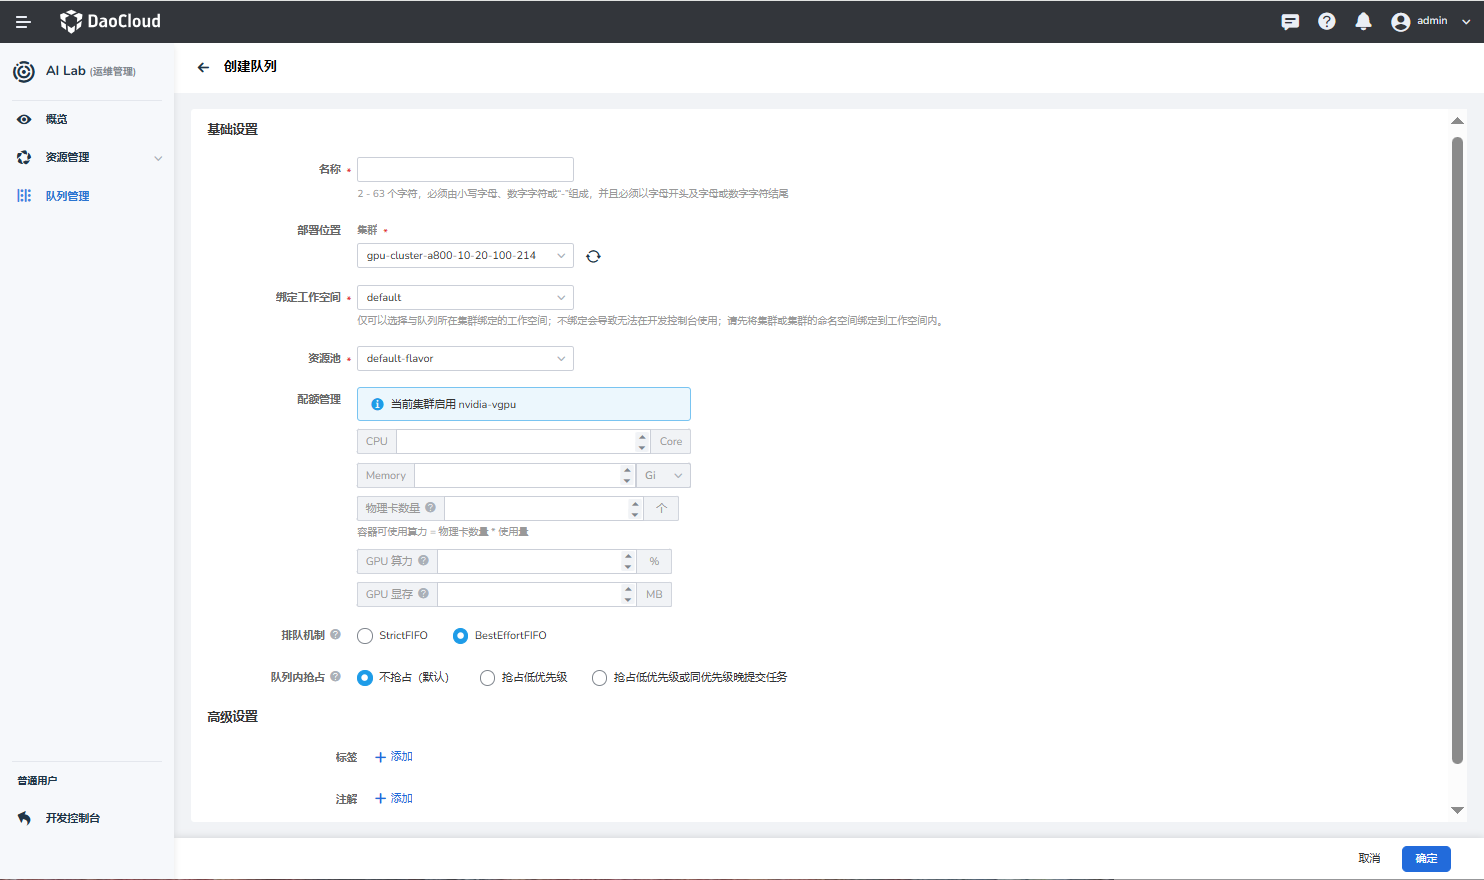 DaoCloud
admin
AI Lab (运维管理)
创建队列
概览
资源管理
队列管理
基础设置
名称 *
2 - 63 个字符，必须由小写字母、数字字符或“-”组成，并且必须以字母开头及字母或数字字符结尾
部署位置 集群 *
gpu-cluster-a800-10-20-100-214
绑定工作空间 * default
仅可以选择与队列所在集群绑定的工作空间；不绑定会导致无法在开发控制台使用；请先将集群或集群的命名空间绑定到工作空间内。
资源池 * default-flavor
配额管理 当前集群启用 nvidia-vgpu
CPU Core
Memory Gi
物理卡数量 个
容器可使用算力 = 物理卡数量 * 使用量
GPU 算力 %
GPU 显存 MB
排队机制 StrictFIFO BestEffortFIFO
队列内抢占 不抢占（默认） 抢占低优先级 抢占低优先级或同优先级晚提交任务
高级设置
标签 + 添加
注解 + 添加
普通用户
开发控制台
取消 确定